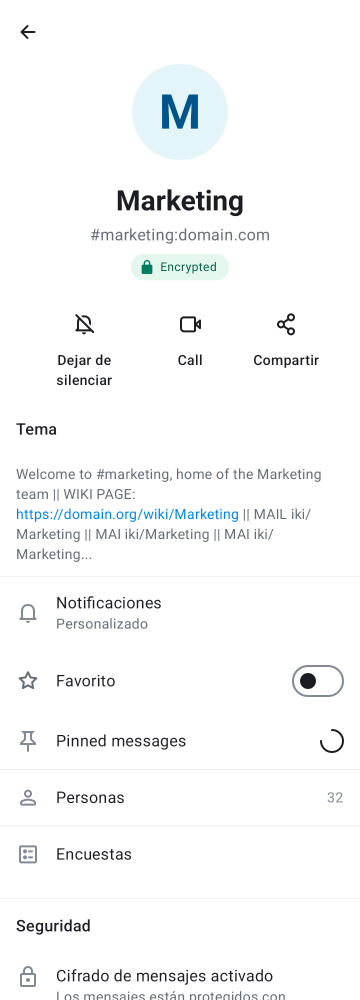 M
Marketing
#marketing:domain.com
Encrypted
Dejar de
silenciar
Call
Compartir
Tema
Welcome to #marketing, home of the Marketing
team || WIKI PAGE:
https://domain.org/wiki/Marketing || MAIL iki/
Marketing || MAI iki/Marketing || MAI iki/
Marketing...
Notificaciones
Personalizado
Favorito
Pinned messages
Personas
32
Encuestas
Seguridad
Cifrado de mensajes activado
Los mensajes están protegidos con